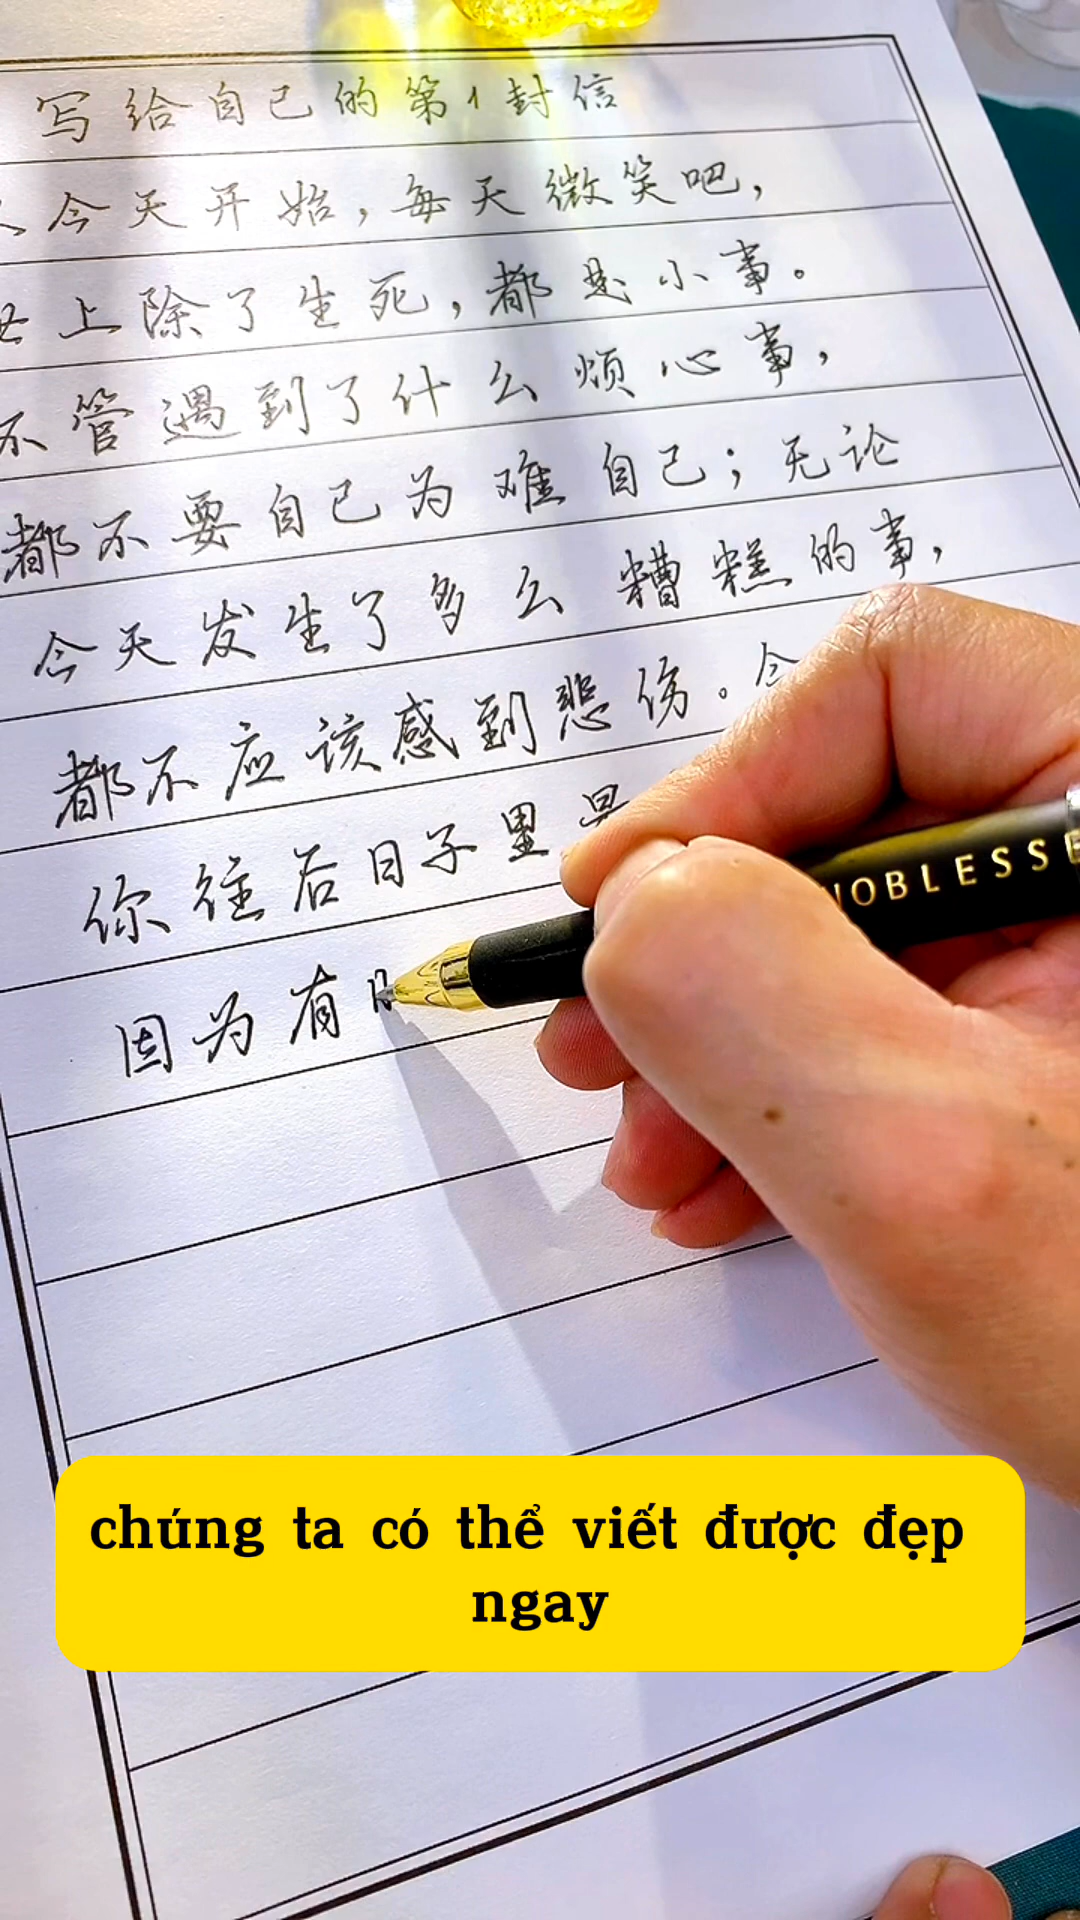 写给自己的第1封信
今天开始,每天微笑吧,
世上除了生死,都是小事。
不管遇到了什么烦心事,
都不要自己为难自己;无论
今天发生了多么糟糕的事,
都不应该感到悲伤。今
你往后日子里最
因为有
NOBLESSE
chúng ta có thể viết được đẹp
ngay